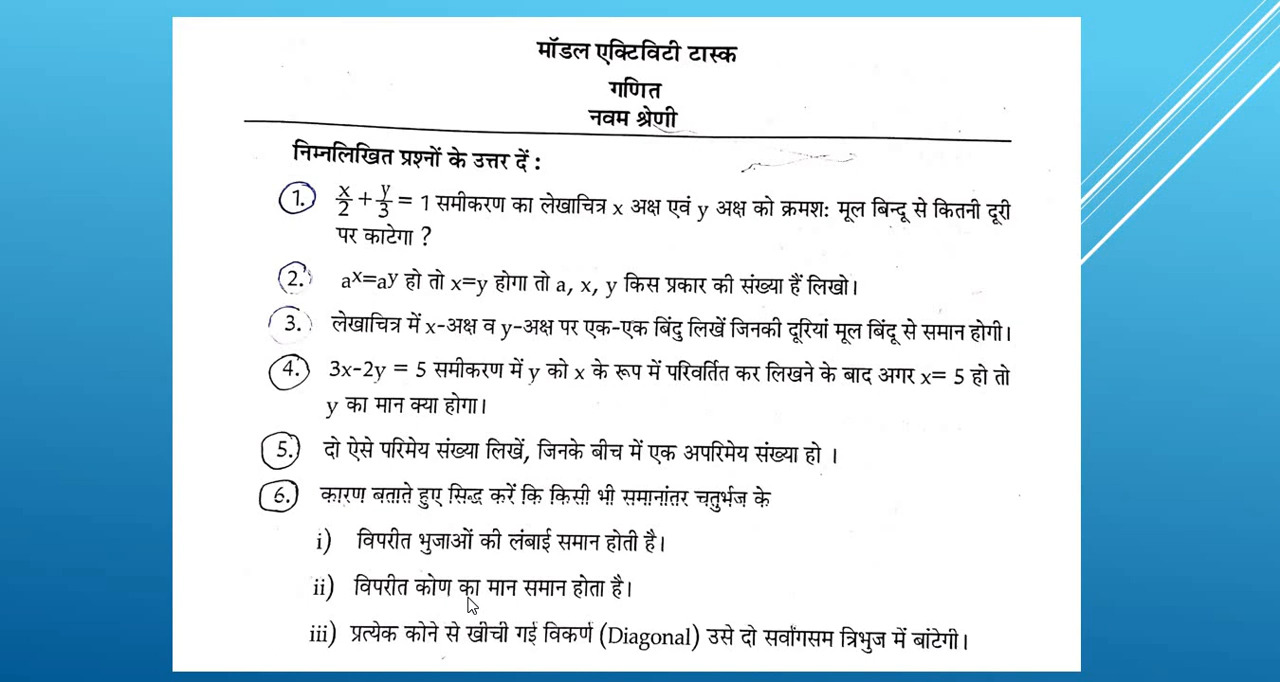 मॉडल एक्टिविटी टास्क
गणित
नवम श्रेणी
निम्नलिखित प्रश्नों के उत्तर दें :
1. x/2 + y/3 = 1 समीकरण का लेखाचित्र x अक्ष एवं y अक्ष को क्रमश: मूल बिन्दू से कितनी दूरी
पर काटेगा ?
2. aˣ=aʸ हो तो x=y होगा तो a, x, y किस प्रकार की संख्या हैं लिखो।
3. लेखाचित्र में x-अक्ष व y-अक्ष पर एक-एक बिंदु लिखें जिनकी दूरियां मूल बिंदू से समान होगी।
4. 3x-2y = 5 समीकरण में y को x के रूप में परिवर्तित कर लिखने के बाद अगर x= 5 हो तो
y का मान क्या होगा।
5. दो ऐसे परिमेय संख्या लिखें, जिनके बीच में एक अपरिमेय संख्या हो ।
6. कारण बताते हुए सिद्ध करें कि किसी भी समानांतर चतुर्भज के
i) विपरीत भुजाओं की लंबाई समान होती है।
ii) विपरीत कोण का मान समान होता है।
iii) प्रत्येक कोने से खीची गई विकर्ण (Diagonal) उसे दो सर्वांगसम त्रिभुज में बांटेगी।